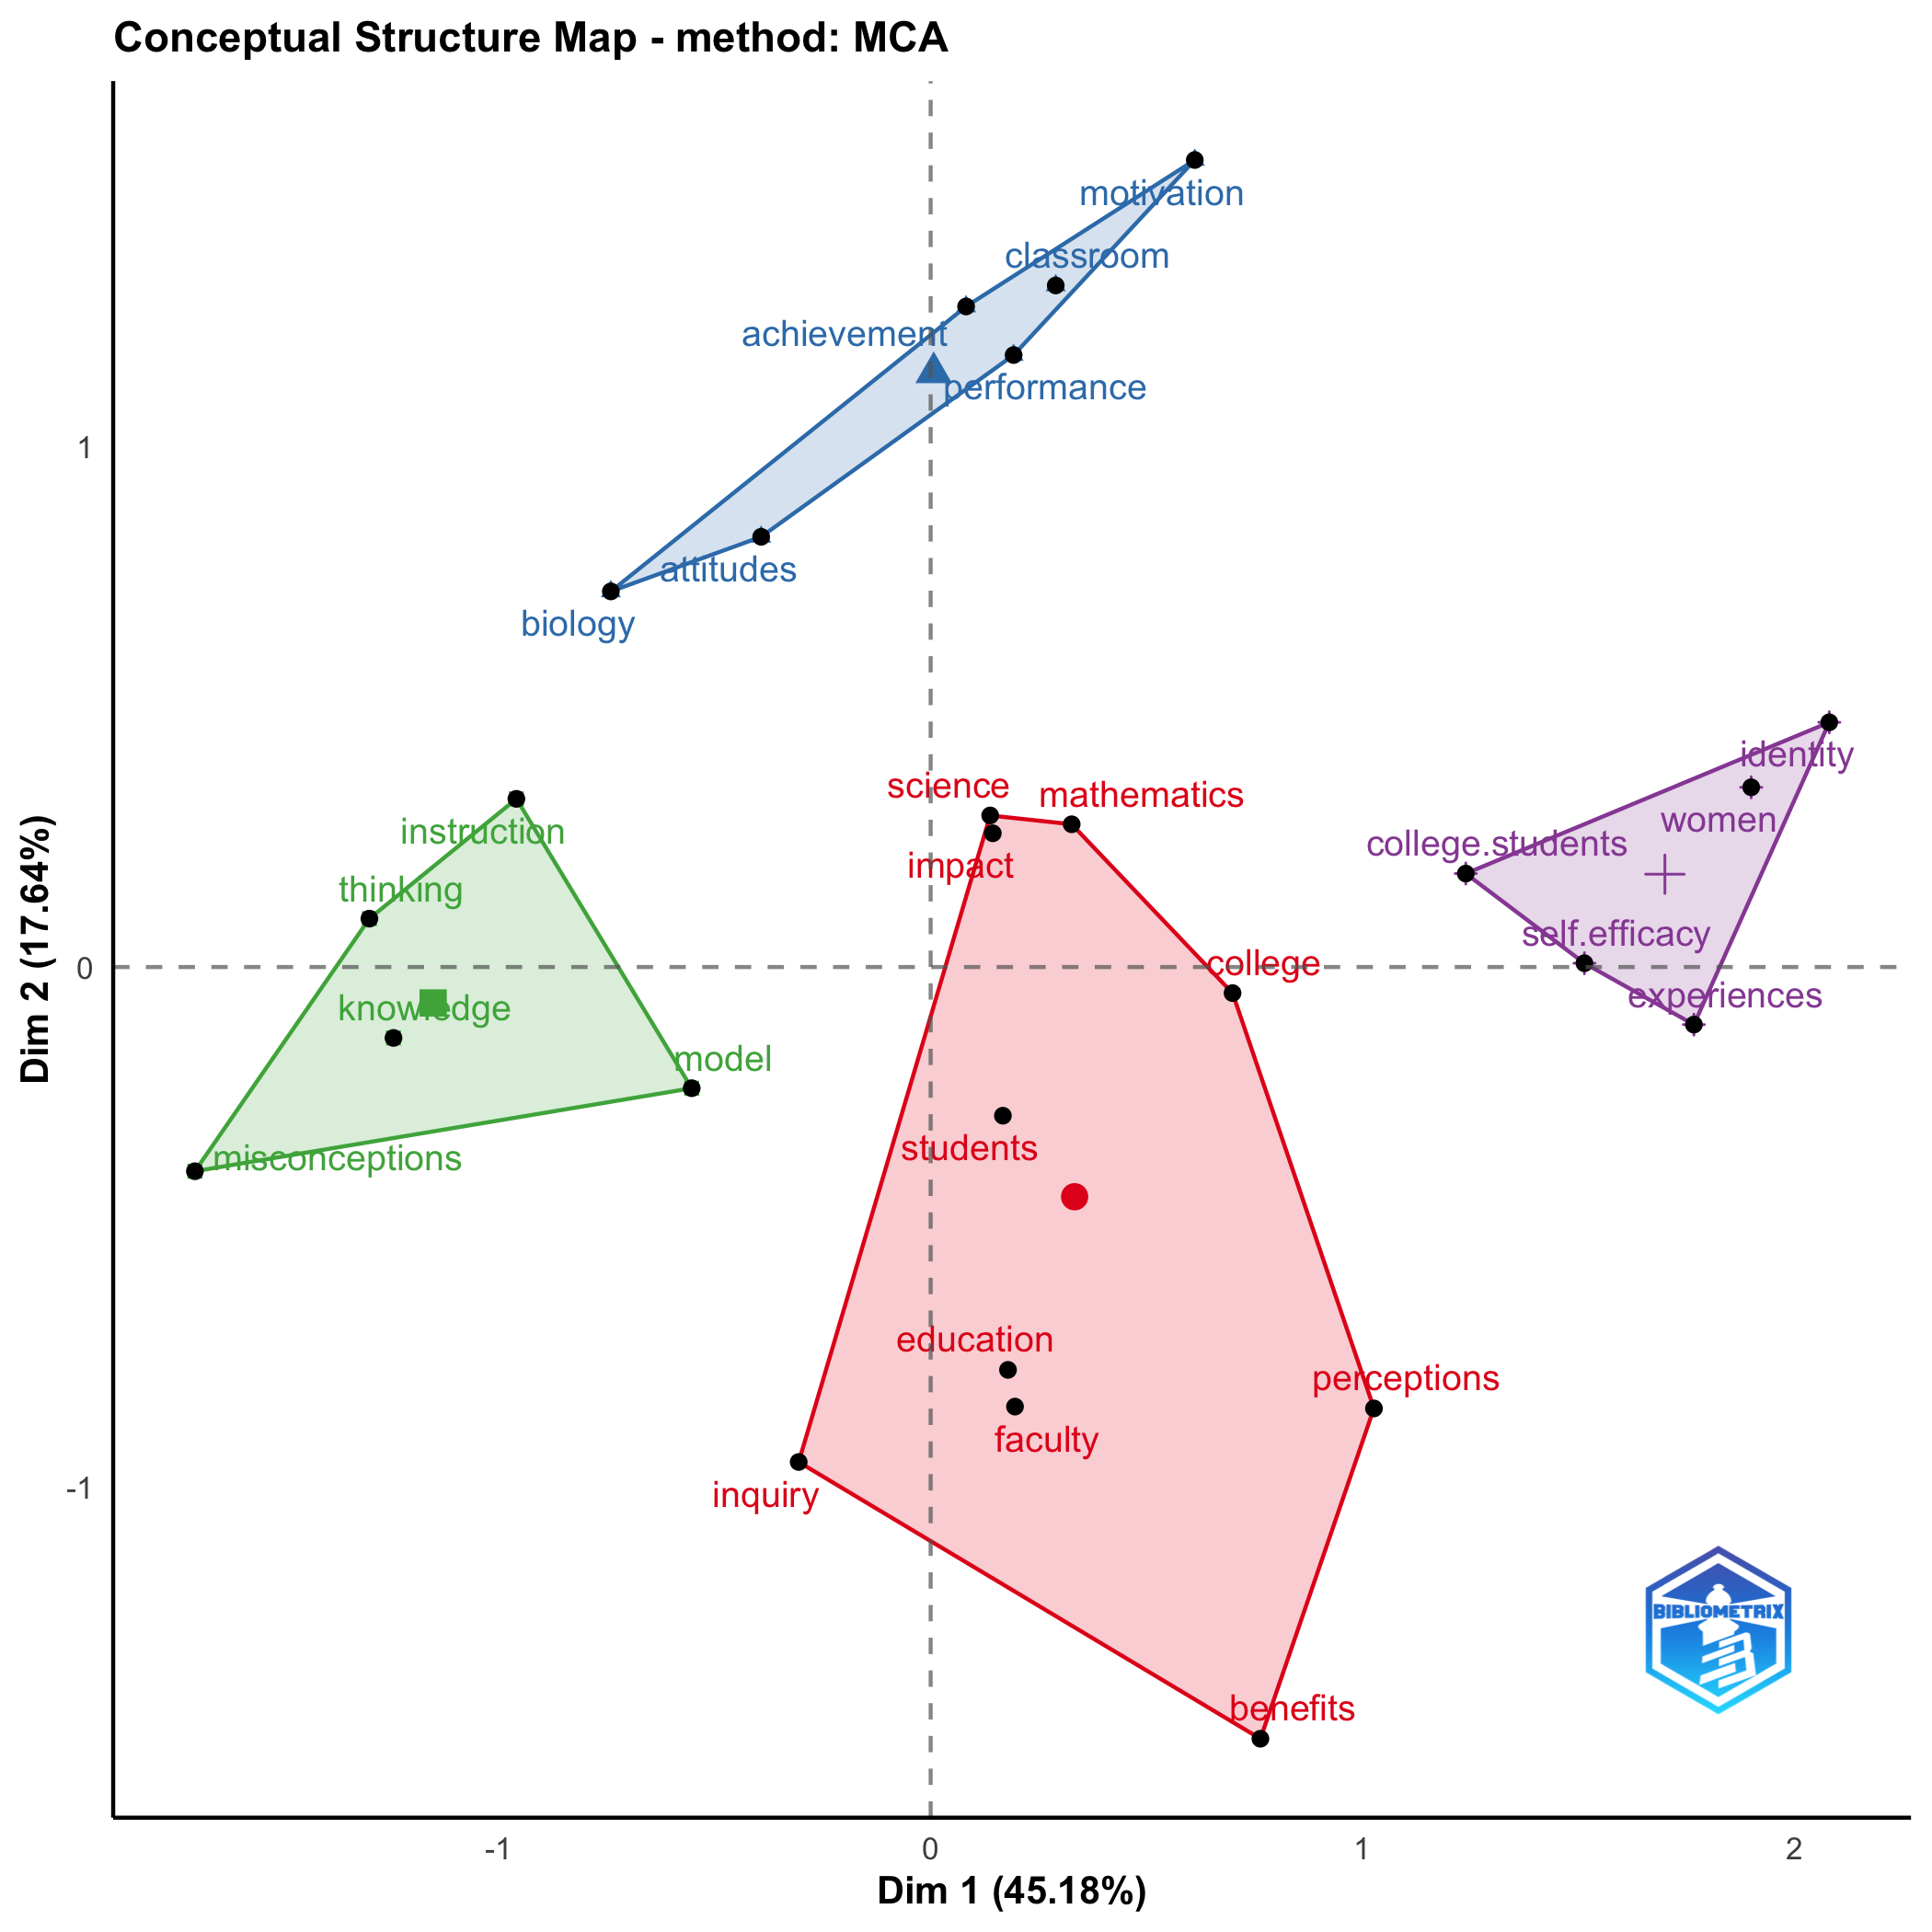 Conceptual Structure Map - method: MCA
motivation
classroom
achievement
performance
attitudes
biology
identity
women
college.students
self.efficacy
experiences
science
mathematics
impact
college
instruction
thinking
knowledge
model
misconceptions
students
education
faculty
perceptions
inquiry
benefits
BIBLIOMETRIX
1
0
-1
Dim 2 (17.64%)
-1
0
1
2
Dim 1 (45.18%)